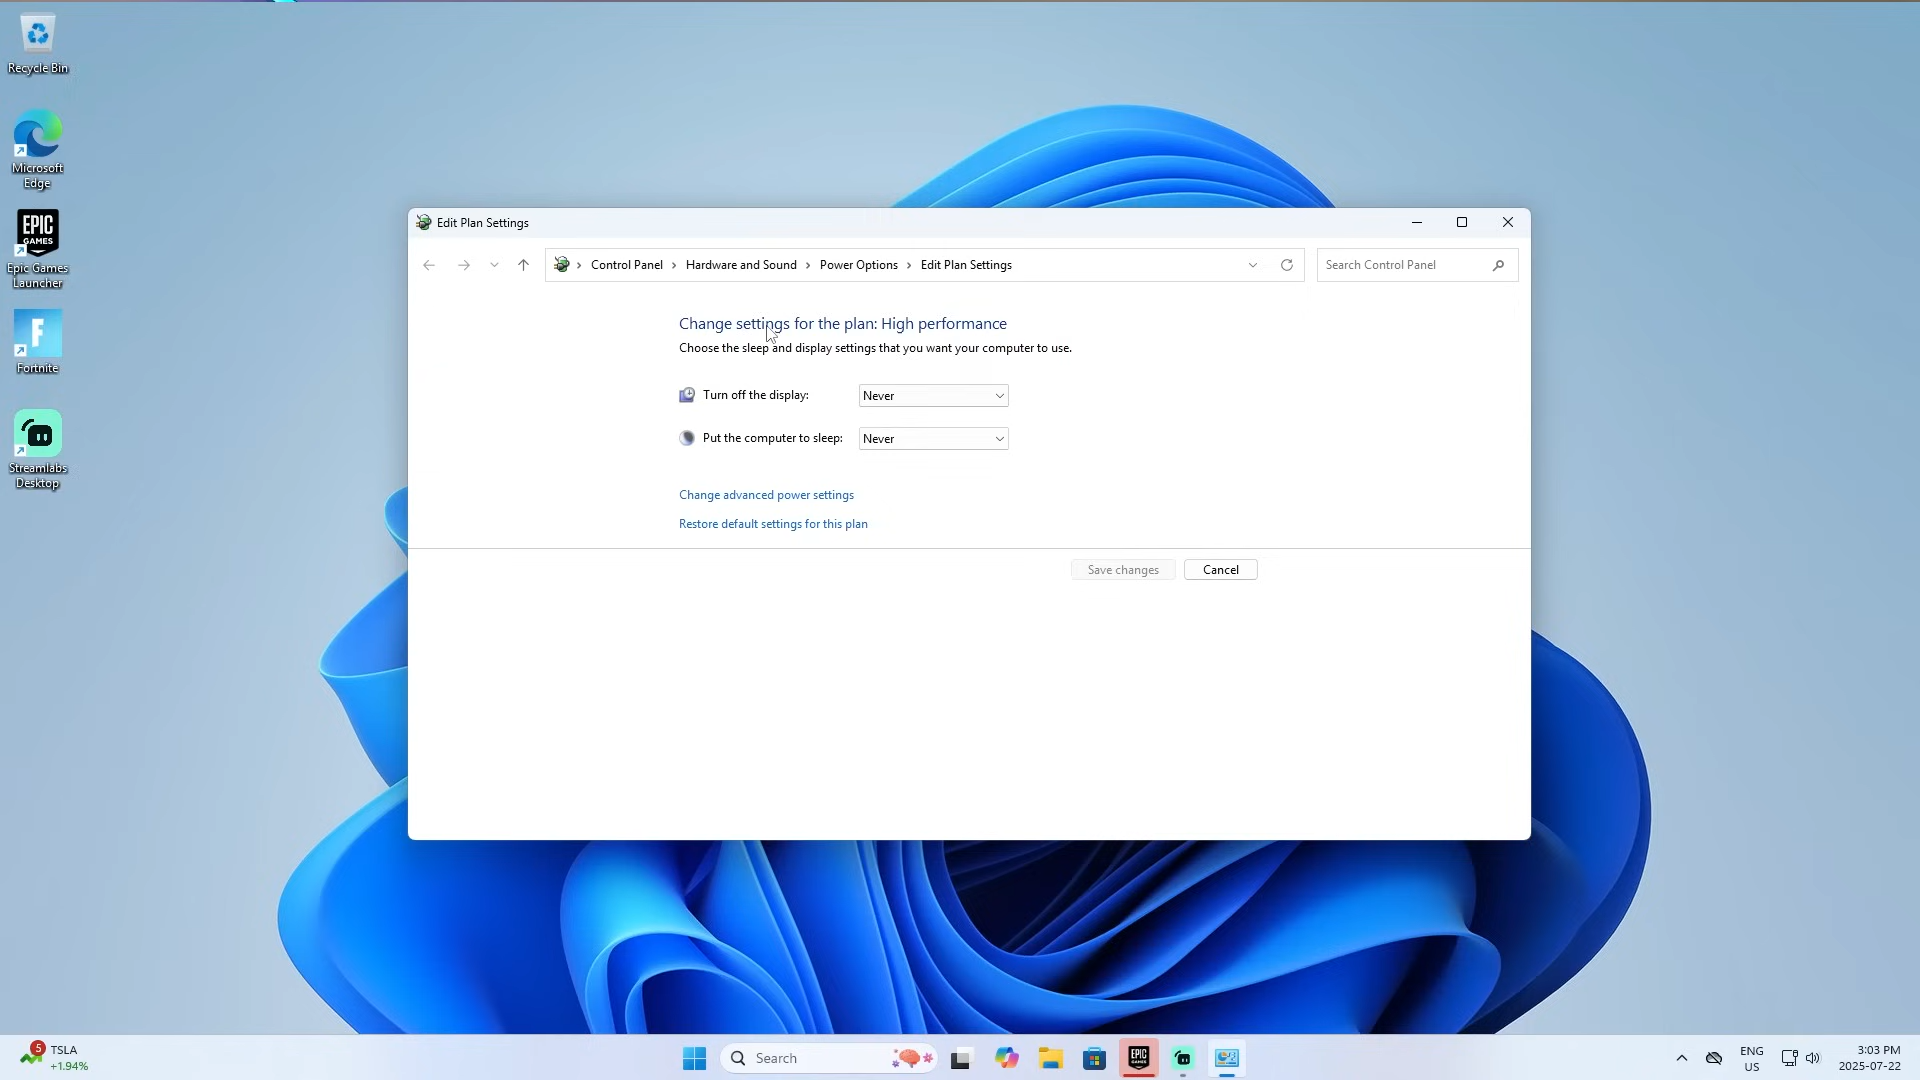 Recycle Bin
Microsoft
Edge
EPIC
GAMES
Epic Games
Launcher
F
Fortnite
Streamlabs
Desktop
Edit Plan Settings
Control Panel > Hardware and Sound > Power Options > Edit Plan Settings
Search Control Panel
Change settings for the plan: High performance
Choose the sleep and display settings that you want your computer to use.
Turn off the display: Never
Put the computer to sleep: Never
Change advanced power settings
Restore default settings for this plan
Save changes
Cancel
5
TSLA
+1.94%
Search
EPIC
GAMES
ENG
US
3:03 PM
2025-07-22